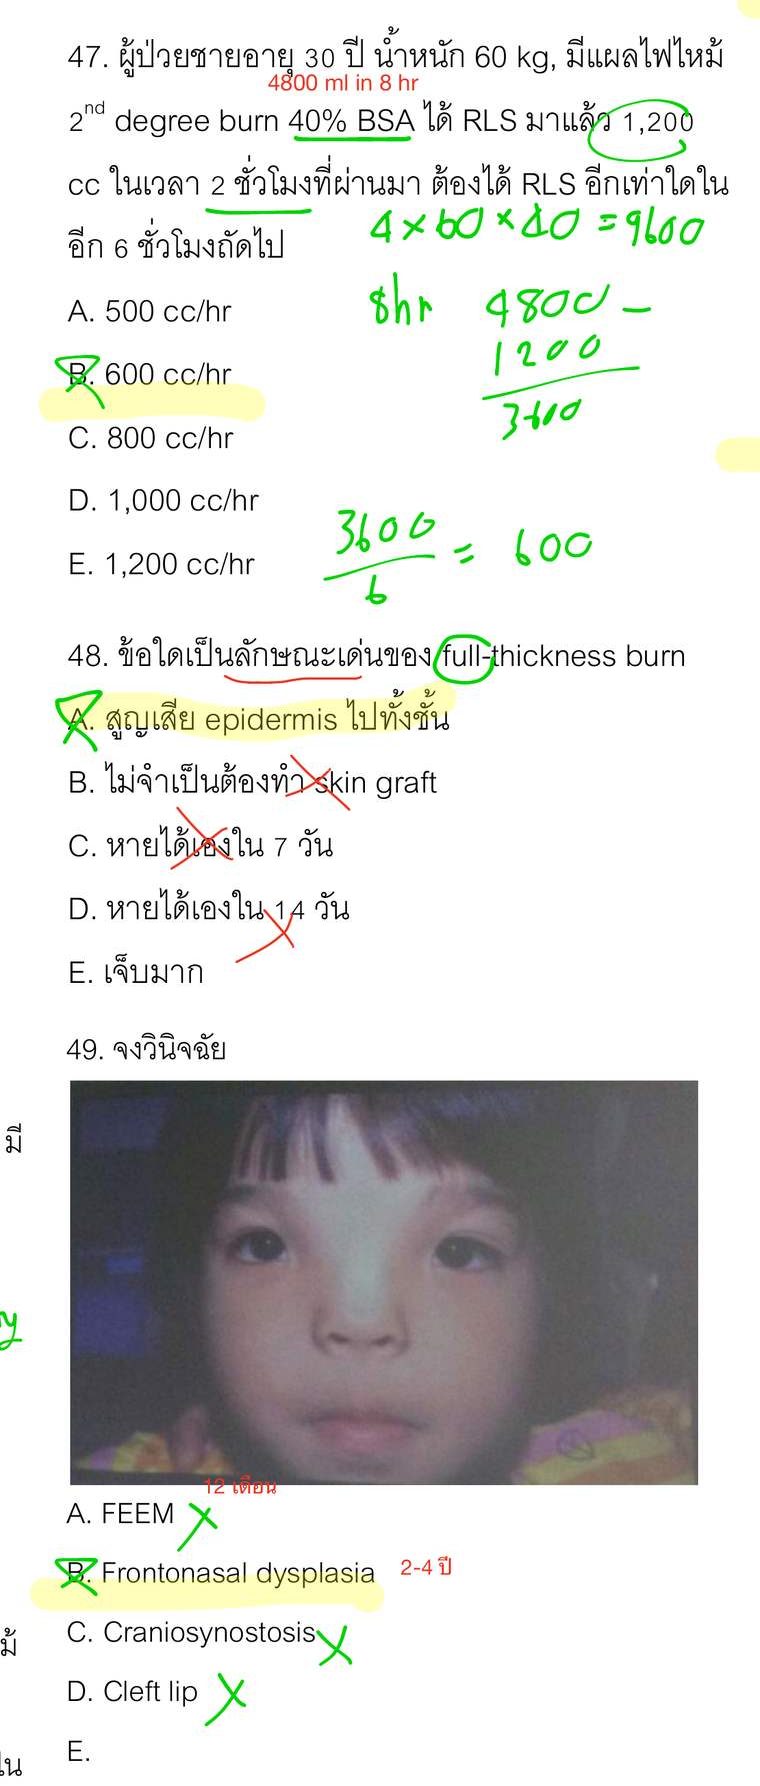 47. ผู้ป่วยชายอายุ 30 ปี น้ำหนัก 60 kg, มีแผลไฟไหม้
4800 ml in 8 hr
2nd degree burn 40% BSA ได้ RLS มาแล้ว 1,200
cc ในเวลา 2 ชั่วโมงที่ผ่านมา ต้องได้ RLS อีกเท่าใดใน
อีก 6 ชั่วโมงถัดไป
4 × 60 × 40 = 9600
A. 500 cc/hr
8hr 4800 -
1200
B. 600 cc/hr
3600
C. 800 cc/hr
D. 1,000 cc/hr
3600
6 = 600
E. 1,200 cc/hr
48. ข้อใดเป็นลักษณะเด่นของ full-thickness burn
A. สูญเสีย epidermis ไปทั้งชั้น
B. ไม่จำเป็นต้องทำ skin graft
C. หายได้เองใน 7 วัน
D. หายได้เองใน 14 วัน
E. เจ็บมาก
49. จงวินิจฉัย
มี
y
12 เดือน
A. FEEM
B. Frontonasal dysplasia 2-4 ปี
C. Craniosynostosis
D. Cleft lip
E.